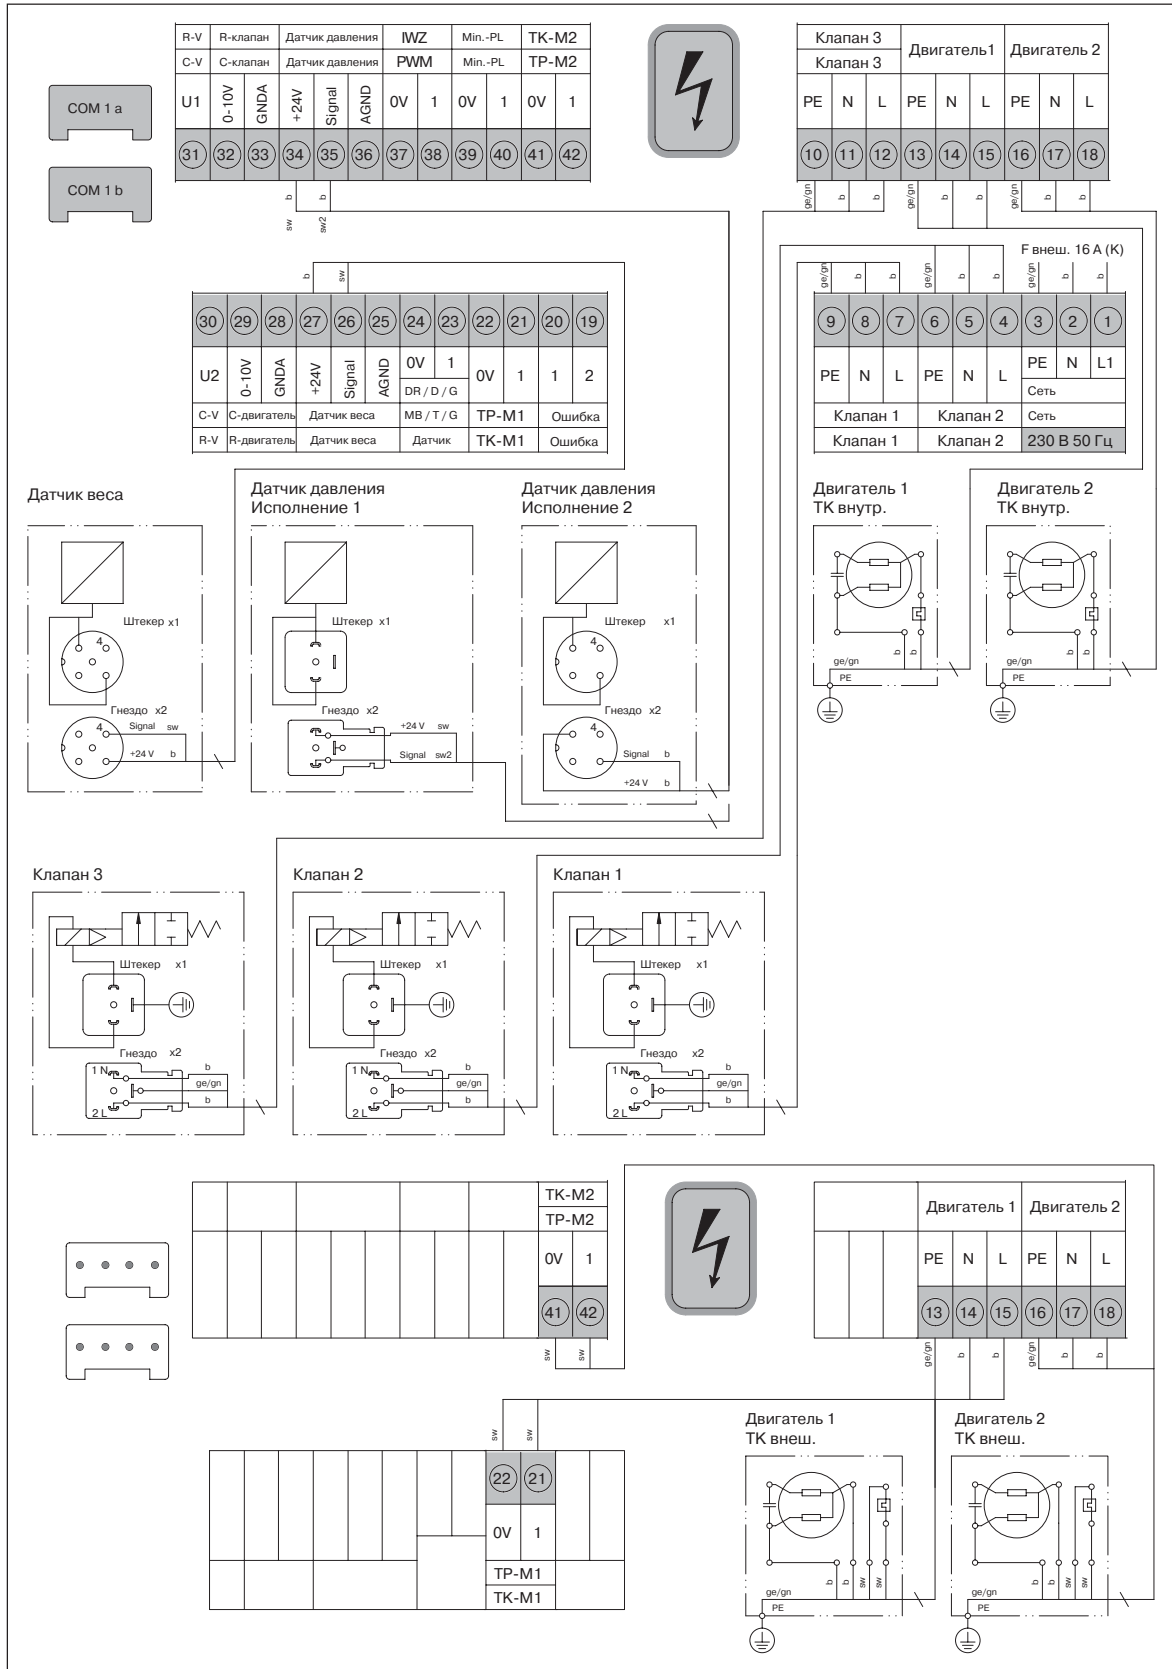 R-V R-клапан Датчик давления IWZ Min.-PL TK-M2
C-V C-клапан Датчик давления PWM Min.-PL TP-M2
U1 0-10V GNDA +24V Signal AGND 0V 1 0V 1 0V 1
31 32 33 34 35 36 37 38 39 40 41 42
b b
sw sw2
COM 1 a
COM 1 b
Клапан 3 Двигатель1 Двигатель 2
Клапан 3
PE N L PE N L PE N L
10 11 12 13 14 15 16 17 18
ge/gn b b ge/gn b b ge/gn b b
F внеш. 16 A (K)
b sw
30 29 28 27 26 25 24 23 22 21 20 19
U2 0-10V GNDA +24V Signal AGND 0V 1 0V 1 1 2
DR / D / G
C-V C-двигатель Датчик веса MB / T / G TP-M1 Ошибка
R-V R-двигатель Датчик веса Датчик TK-M1 Ошибка
ge/gn b b ge/gn b b ge/gn b b
9 8 7 6 5 4 3 2 1
PE N L PE N L PE N L1
Сеть
Клапан 1 Клапан 2 Сеть
Клапан 1 Клапан 2 230 В 50 Гц
Датчик веса
Штекер x1
4
Гнездо x2
4
Signal sw
+24 V b
Датчик давления
Исполнение 1
Штекер x1
Гнездо x2
+24 V sw
Signal sw2
Датчик давления
Исполнение 2
Штекер x1
4
Гнездо x2
Signal b
+24 V b
Двигатель 1
ТК внутр.
b b
ge/gn
PE
Двигатель 2
ТК внутр.
b b
ge/gn
PE
Клапан 3
Штекер x1
Гнездо x2
1 N b
ge/gn
2 L b
Клапан 2
Штекер x1
Гнездо x2
1 N b
ge/gn
2 L b
Клапан 1
Штекер x1
Гнездо x2
1 N b
ge/gn
2 L b
TK-M2
TP-M2
0V 1
41 42
sw sw
Двигатель 1 Двигатель 2
PE N L PE N L
13 14 15 16 17 18
ge/gn b b ge/gn b b
sw sw
22 21
0V 1
TP-M1
TK-M1
Двигатель 1
ТК внеш.
b b sw sw
ge/gn
PE
Двигатель 2
ТК внеш.
b b sw sw
ge/gn
PE